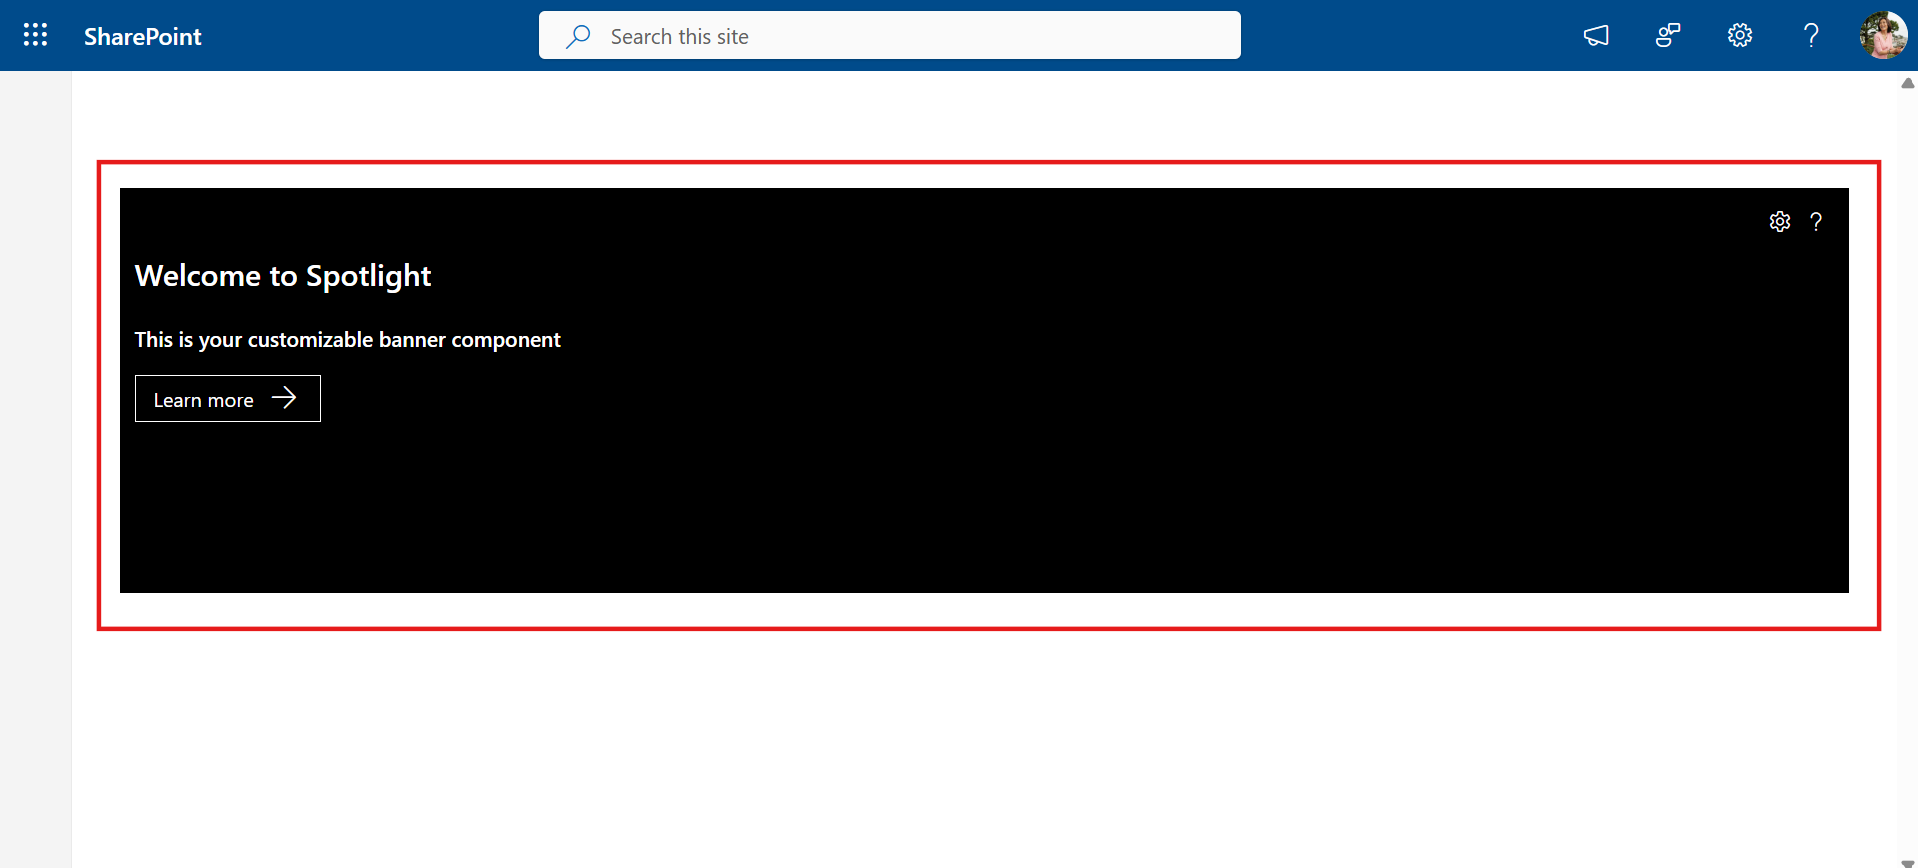 SharePoint
Search this site
Welcome to Spotlight
This is your customizable banner component
Learn more